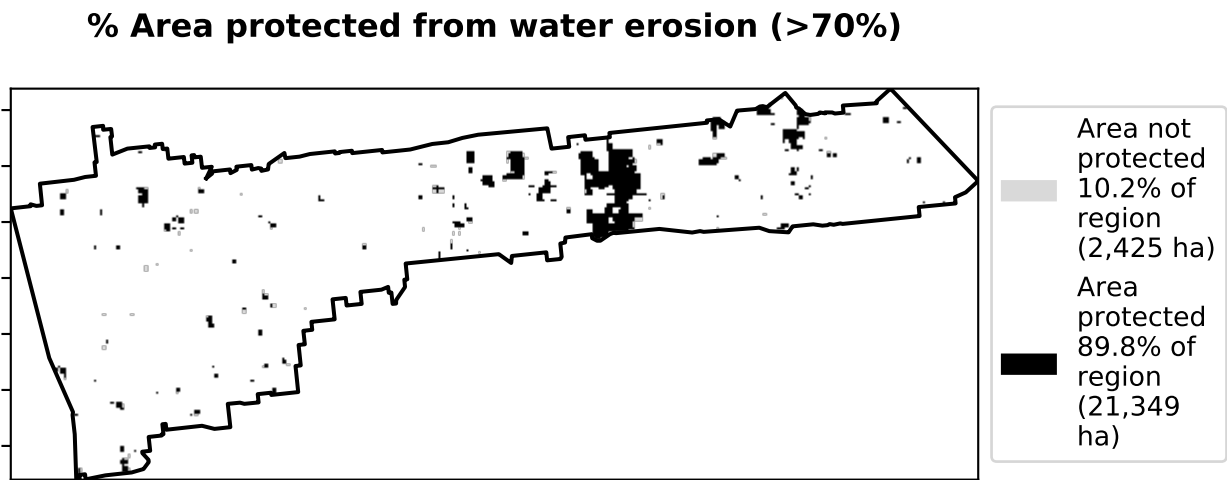 % Area protected from water erosion (>70%)
Area not
protected
10.2% of
region
(2,425 ha)
Area
protected
89.8% of
region
(21,349
ha)